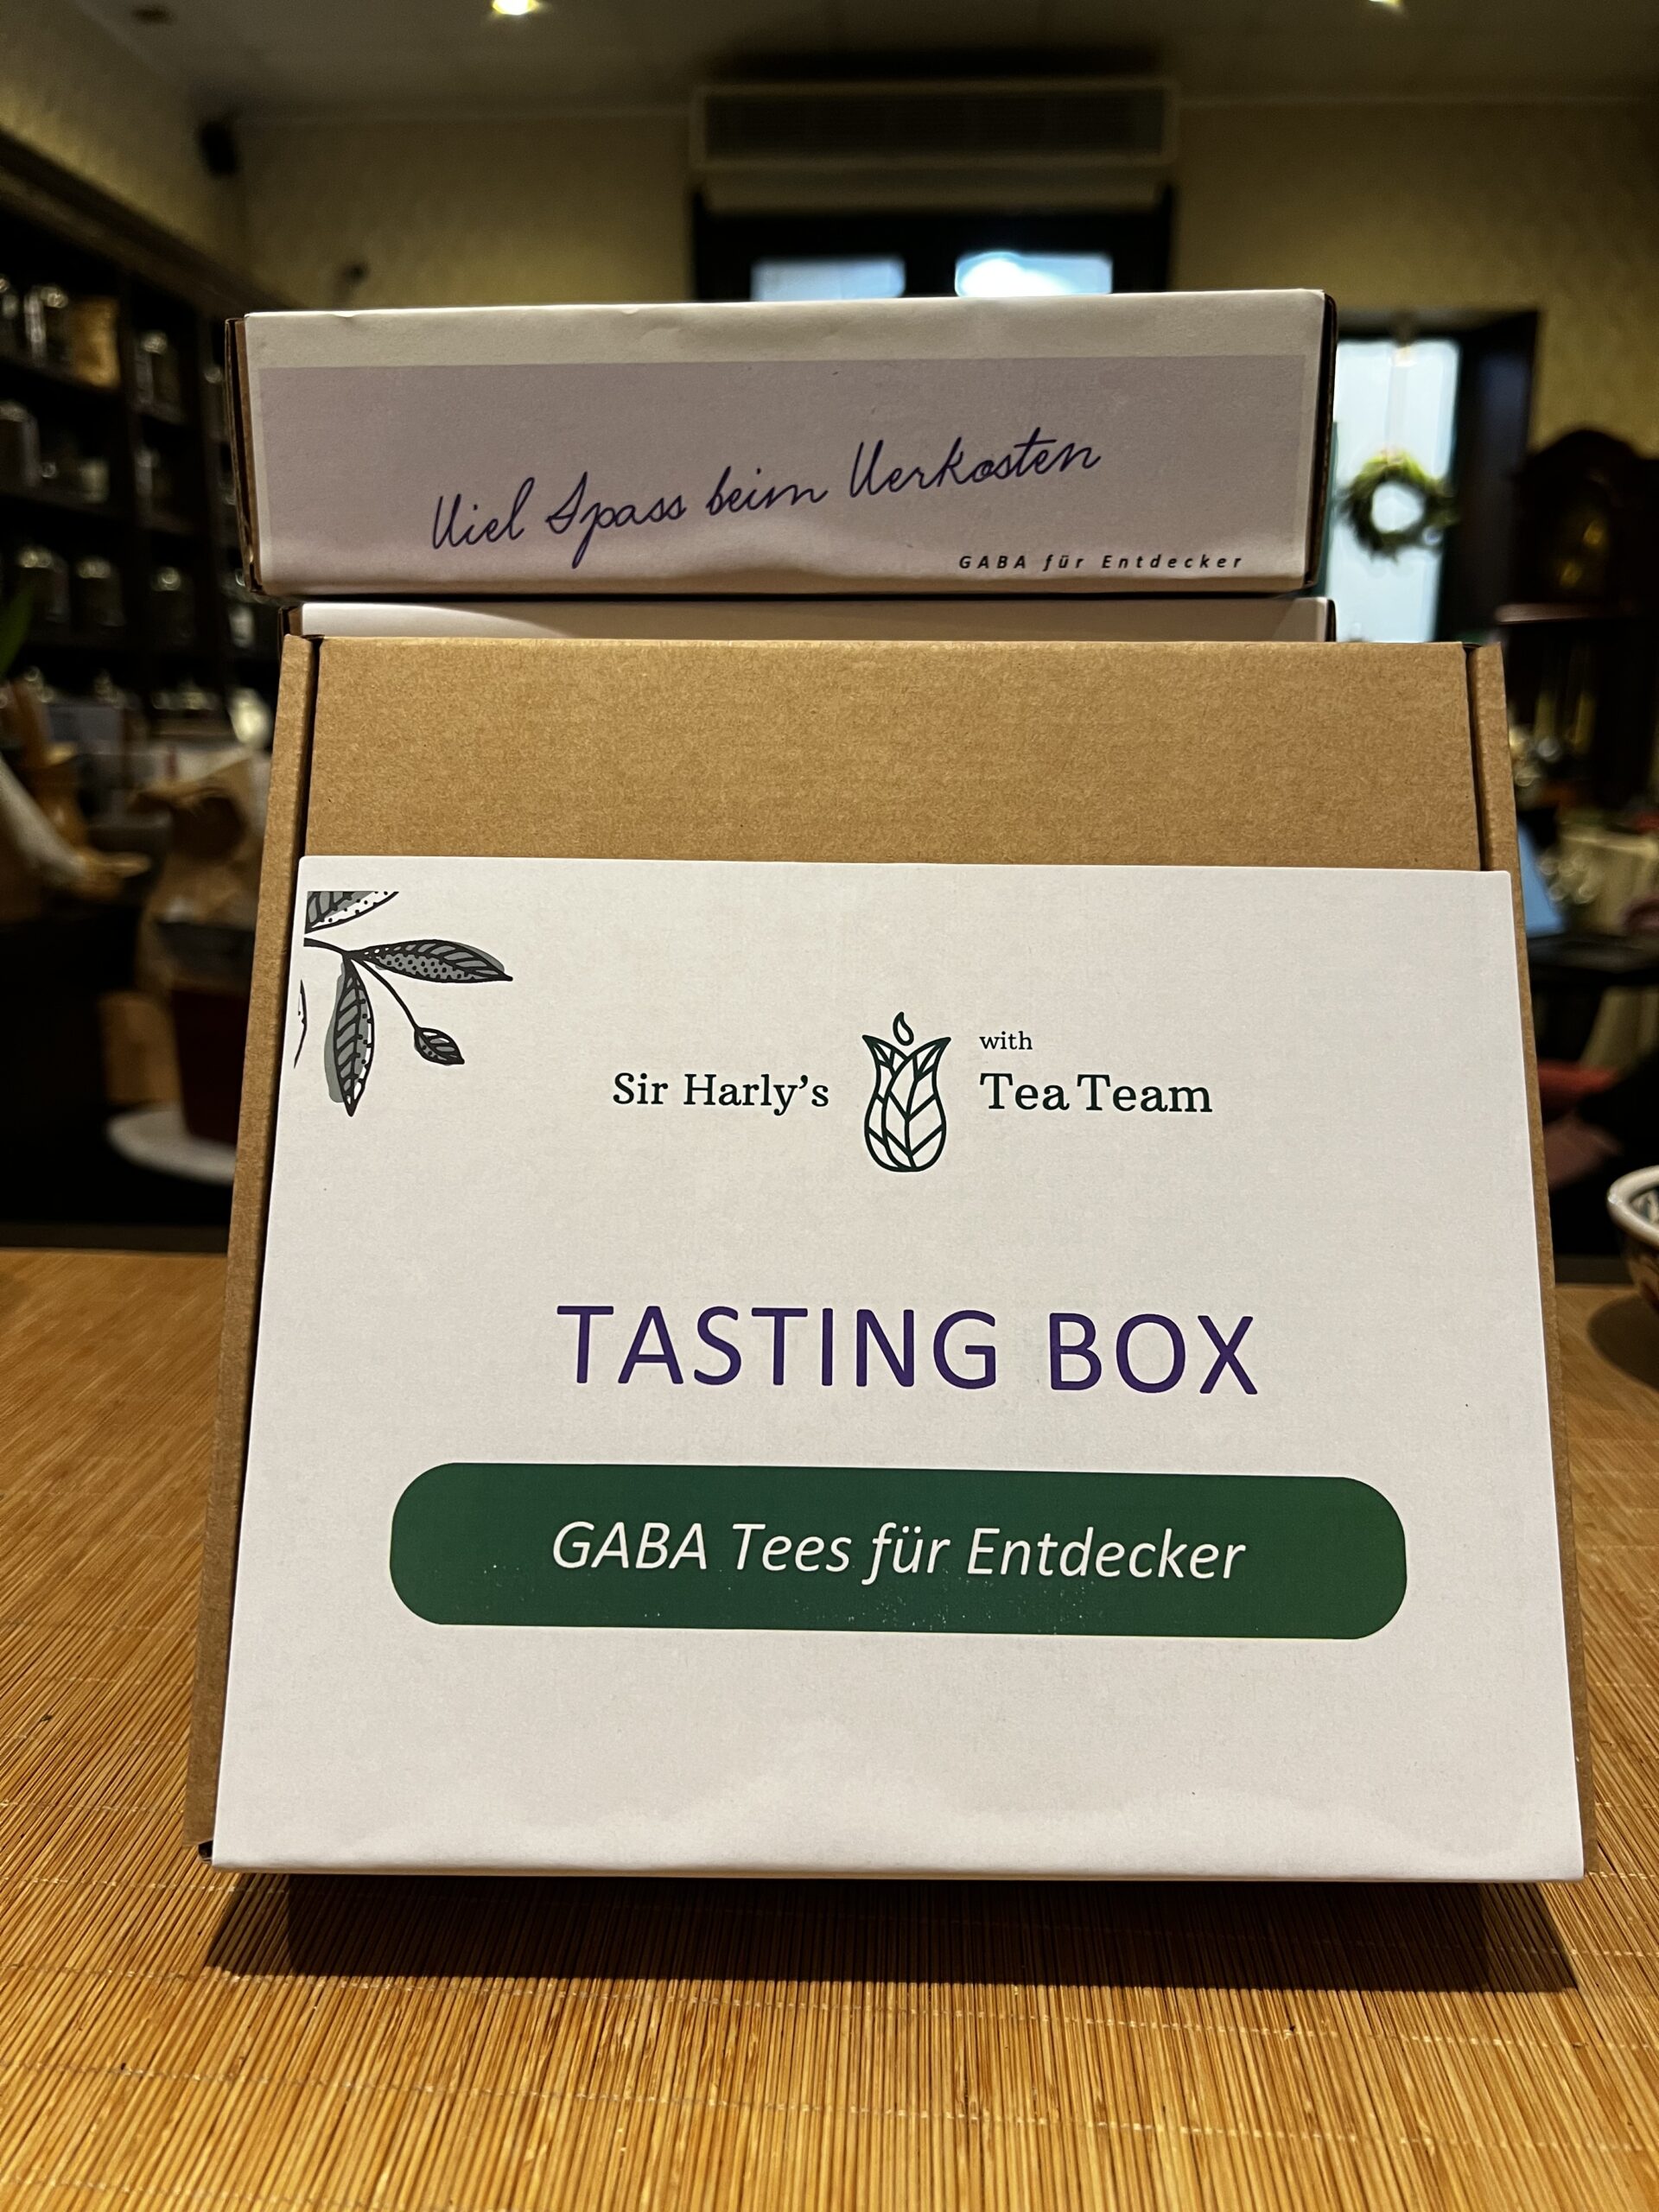 Viel Spass beim Verkosten
GABA für Entdecker
Sir Harly's with Tea Team
TASTING BOX
GABA Tees für Entdecker